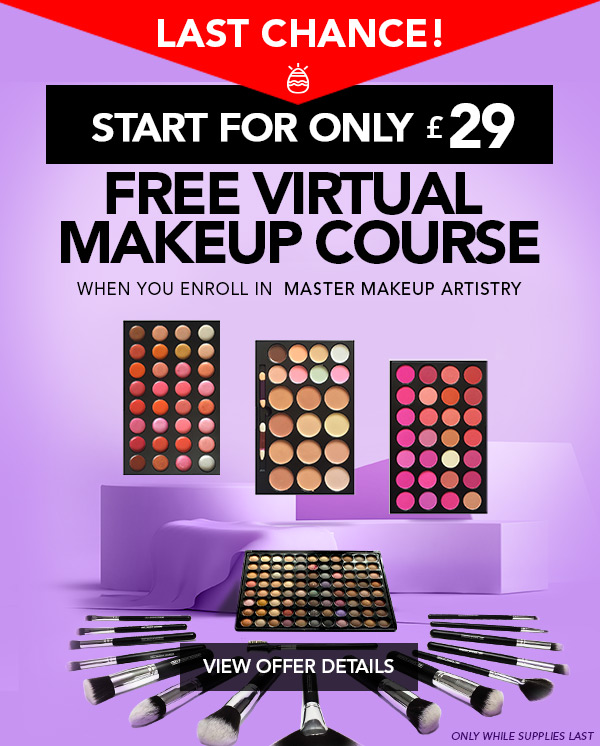 LAST CHANCE!
START FOR ONLY £29
FREE VIRTUAL
MAKEUP COURSE
WHEN YOU ENROLL IN MASTER MAKEUP ARTISTRY
VIEW OFFER DETAILS
ONLY WHILE SUPPLIES LAST